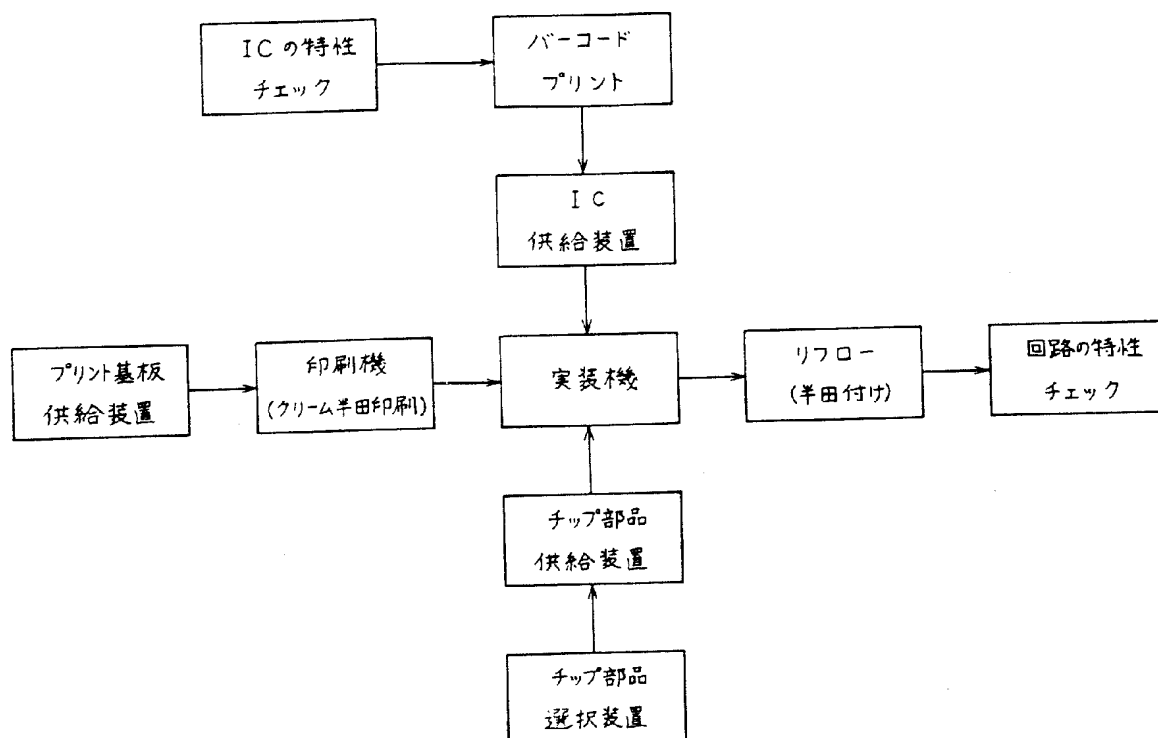 ICの特性
チェック
バーコード
プリント
IC
供給装置
プリント基板
供給装置
印刷機
(クリーム半田印刷)
実装機
リフロー
(半田付け)
回路の特性
チェック
チップ部品
供給装置
チップ部品
選択装置